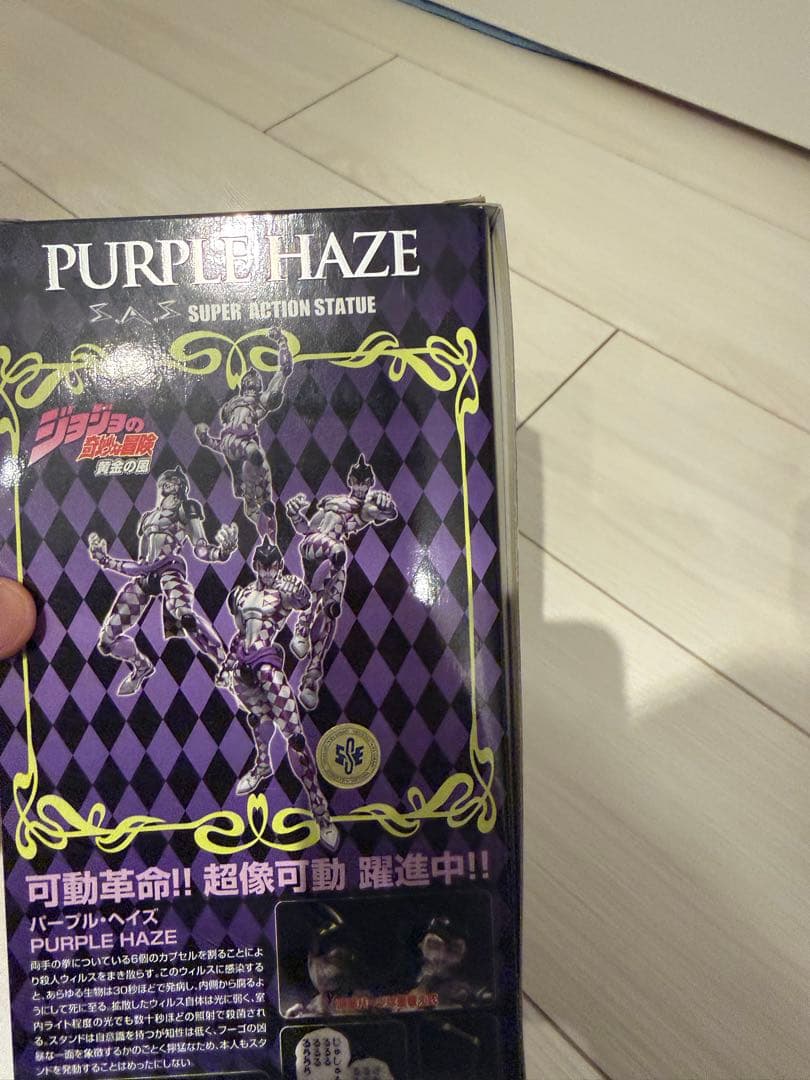 PURPLE HAZE
S.A.S SUPER ACTION STATUE
ジョジョの
奇妙な冒険
黄金の風
可動革命!! 超像可動 躍進中!!
パープル・ヘイズ
PURPLE HAZE
両手の拳についている6個のカプセルを割ることによ
り殺人ウィルスをまき散らす。このウィルスに感染する
と、あらゆる生物は30秒ほどで発病し、内側から腐るよ
うにして死に至る。拡散したウィルス自体は光に弱く、室
内ライト程度の光でも数十秒ほどの照射で殺菌され
る。スタンドは自意識を持つが知性は低く、フーゴの凶
暴な一面を象徴するかのごとく獰猛なため、本人もスタ
ンドを発動することはめったにしない。